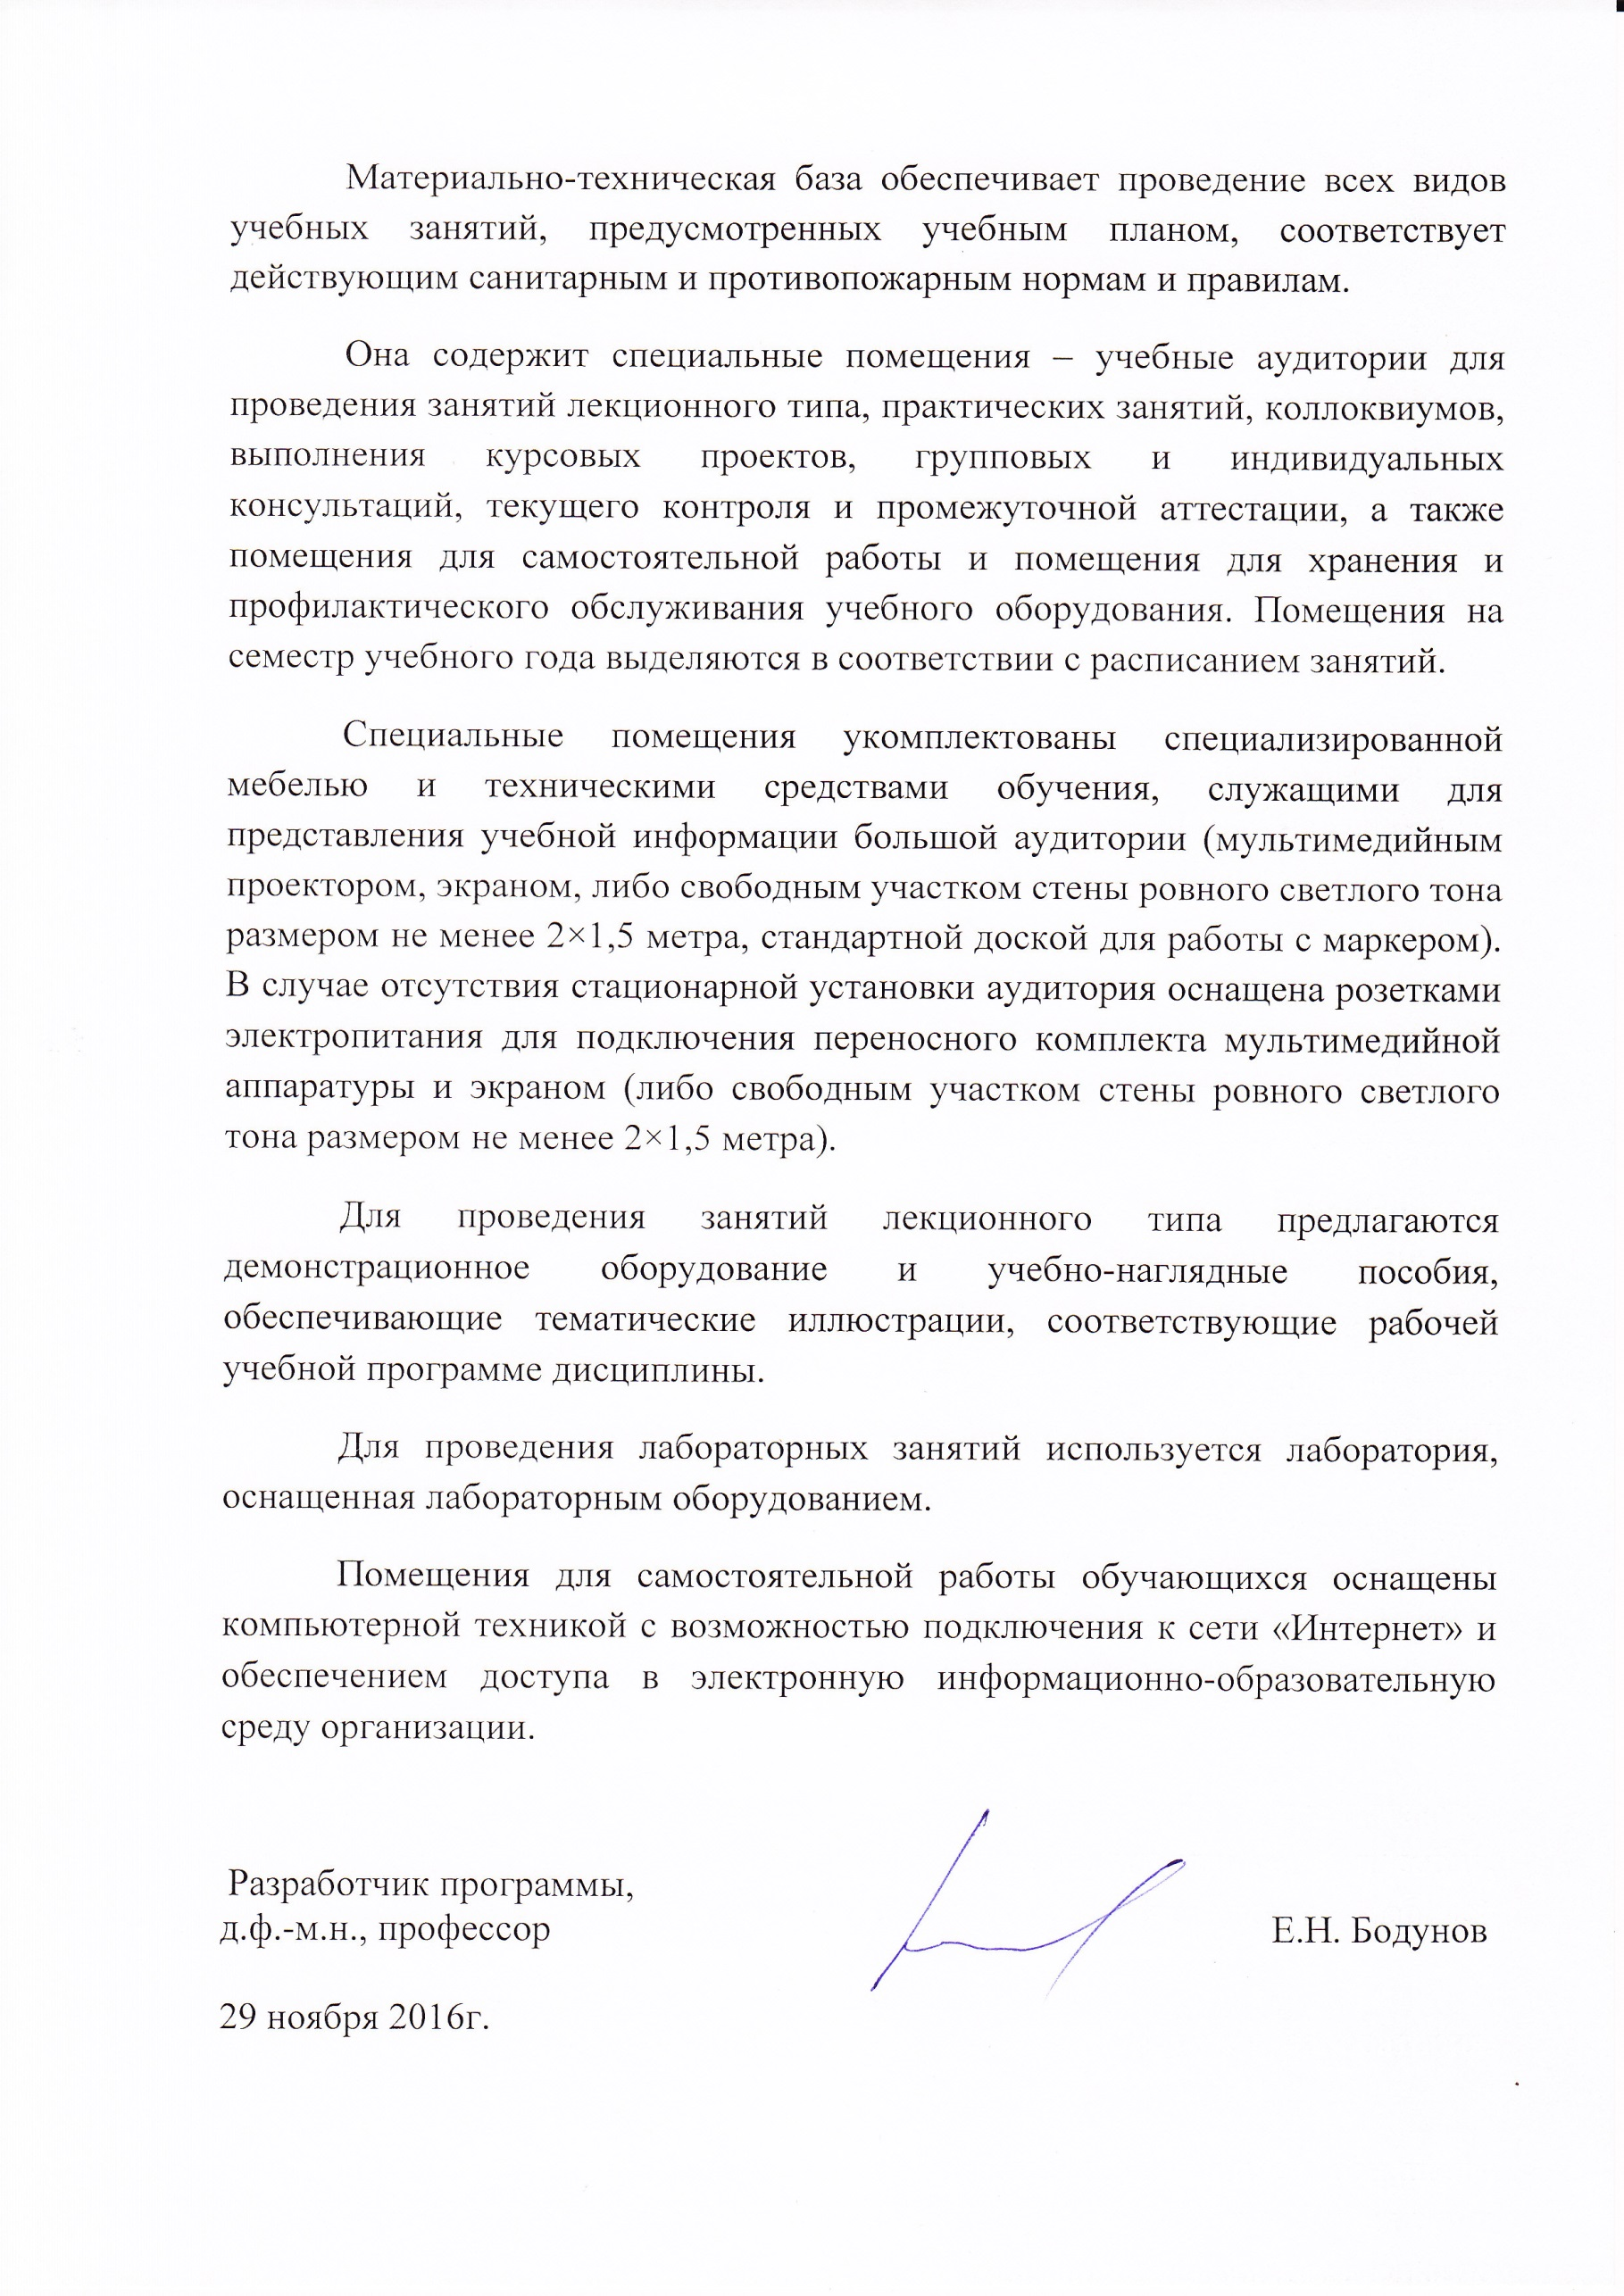 Материально-техническая база обеспечивает проведение всех видов
учебных занятий, предусмотренных учебным планом, соответствует
действующим санитарным и противопожарным нормам и правилам.
Она содержит специальные помещения – учебные аудитории для
проведения занятий лекционного типа, практических занятий, коллоквиумов,
выполнения курсовых проектов, групповых и индивидуальных
консультаций, текущего контроля и промежуточной аттестации, а также
помещения для самостоятельной работы и помещения для хранения и
профилактического обслуживания учебного оборудования. Помещения на
семестр учебного года выделяются в соответствии с расписанием занятий.
Специальные помещения укомплектованы специализированной
мебелью и техническими средствами обучения, служащими для
представления учебной информации большой аудитории (мультимедийным
проектором, экраном, либо свободным участком стены ровного светлого тона
размером не менее 2×1,5 метра, стандартной доской для работы с маркером).
В случае отсутствия стационарной установки аудитория оснащена розетками
электропитания для подключения переносного комплекта мультимедийной
аппаратуры и экраном (либо свободным участком стены ровного светлого
тона размером не менее 2×1,5 метра).
Для проведения занятий лекционного типа предлагаются
демонстрационное оборудование и учебно-наглядные пособия,
обеспечивающие тематические иллюстрации, соответствующие рабочей
учебной программе дисциплины.
Для проведения лабораторных занятий используется лаборатория,
оснащенная лабораторным оборудованием.
Помещения для самостоятельной работы обучающихся оснащены
компьютерной техникой с возможностью подключения к сети «Интернет» и
обеспечением доступа в электронную информационно-образовательную
среду организации.
Разработчик программы,
д.ф.-м.н., профессор Е.Н. Бодунов
29 ноября 2016г.